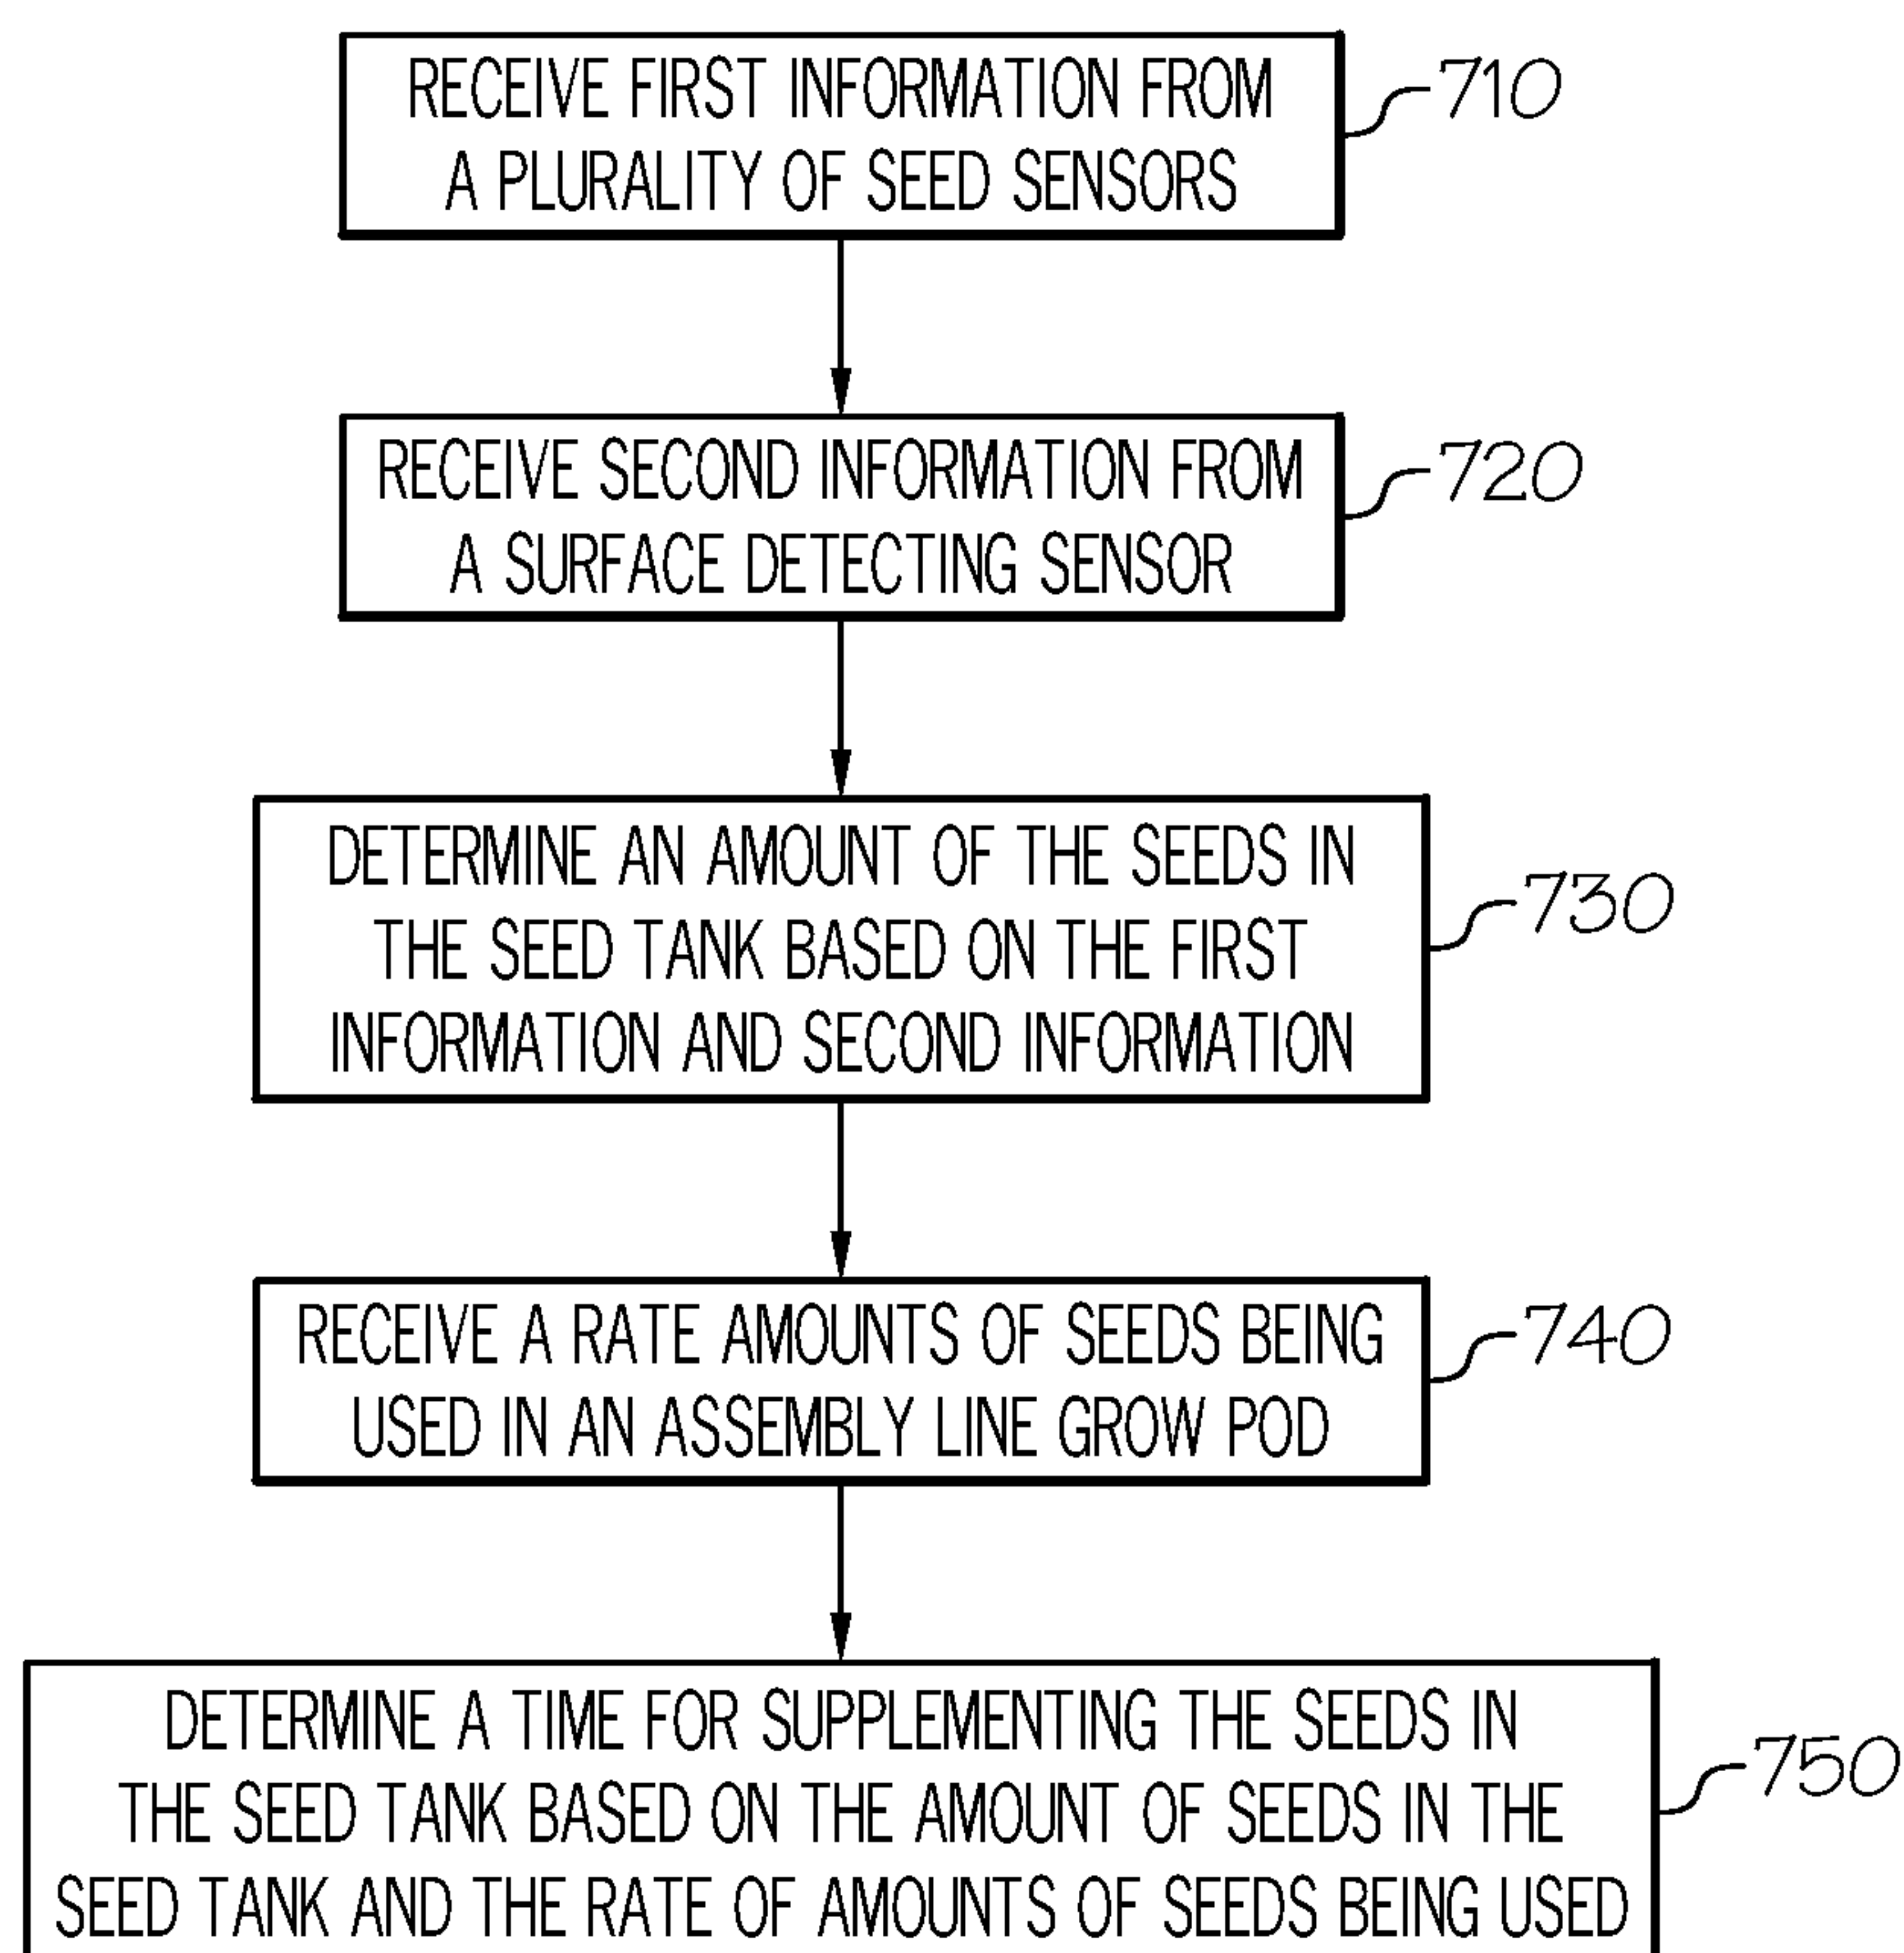 RECEIVE FIRST INFORMATION FROM
A PLURALITY OF SEED SENSORS
710
RECEIVE SECOND INFORMATION FROM
A SURFACE DETECTING SENSOR
720
DETERMINE AN AMOUNT OF THE SEEDS IN
THE SEED TANK BASED ON THE FIRST
INFORMATION AND SECOND INFORMATION
730
RECEIVE A RATE AMOUNTS OF SEEDS BEING
USED IN AN ASSEMBLY LINE GROW POD
740
DETERMINE A TIME FOR SUPPLEMENTING THE SEEDS IN
THE SEED TANK BASED ON THE AMOUNT OF SEEDS IN THE
SEED TANK AND THE RATE OF AMOUNTS OF SEEDS BEING USED
750